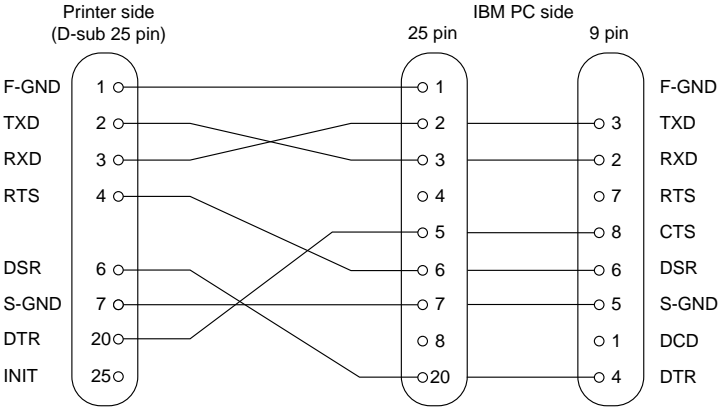 Printer side
(D-sub 25 pin)
IBM PC side
25 pin
9 pin
F-GND 1 1 F-GND
TXD 2 2 3 TXD
RXD 3 3 2 RXD
RTS 4 4 7 RTS
5 8 CTS
DSR 6 6 6 DSR
S-GND 7 7 5 S-GND
DTR 20 8 1 DCD
INIT 25 20 4 DTR